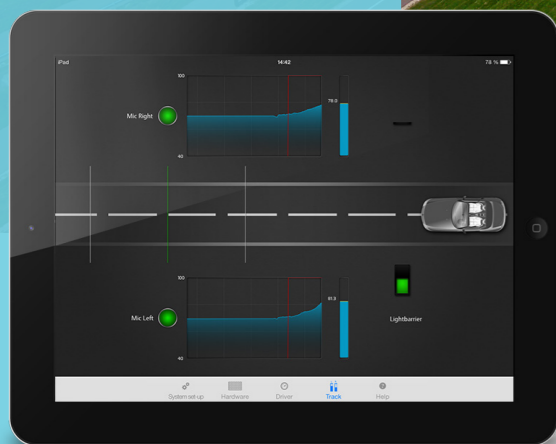 iPad 14:42 78 %
100
Mic Right
78.0
40
100
Mic Left
81.3
Lightbarrier
40
System set-up Hardware Driver Track Help